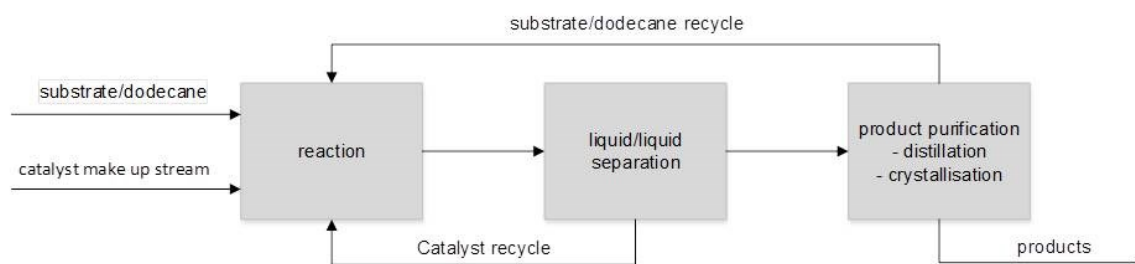 substrate/dodecane recycle
substrate/dodecane
catalyst make up stream
reaction
liquid/liquid
separation
product purification
- distillation
- crystallisation
Catalyst recycle
products